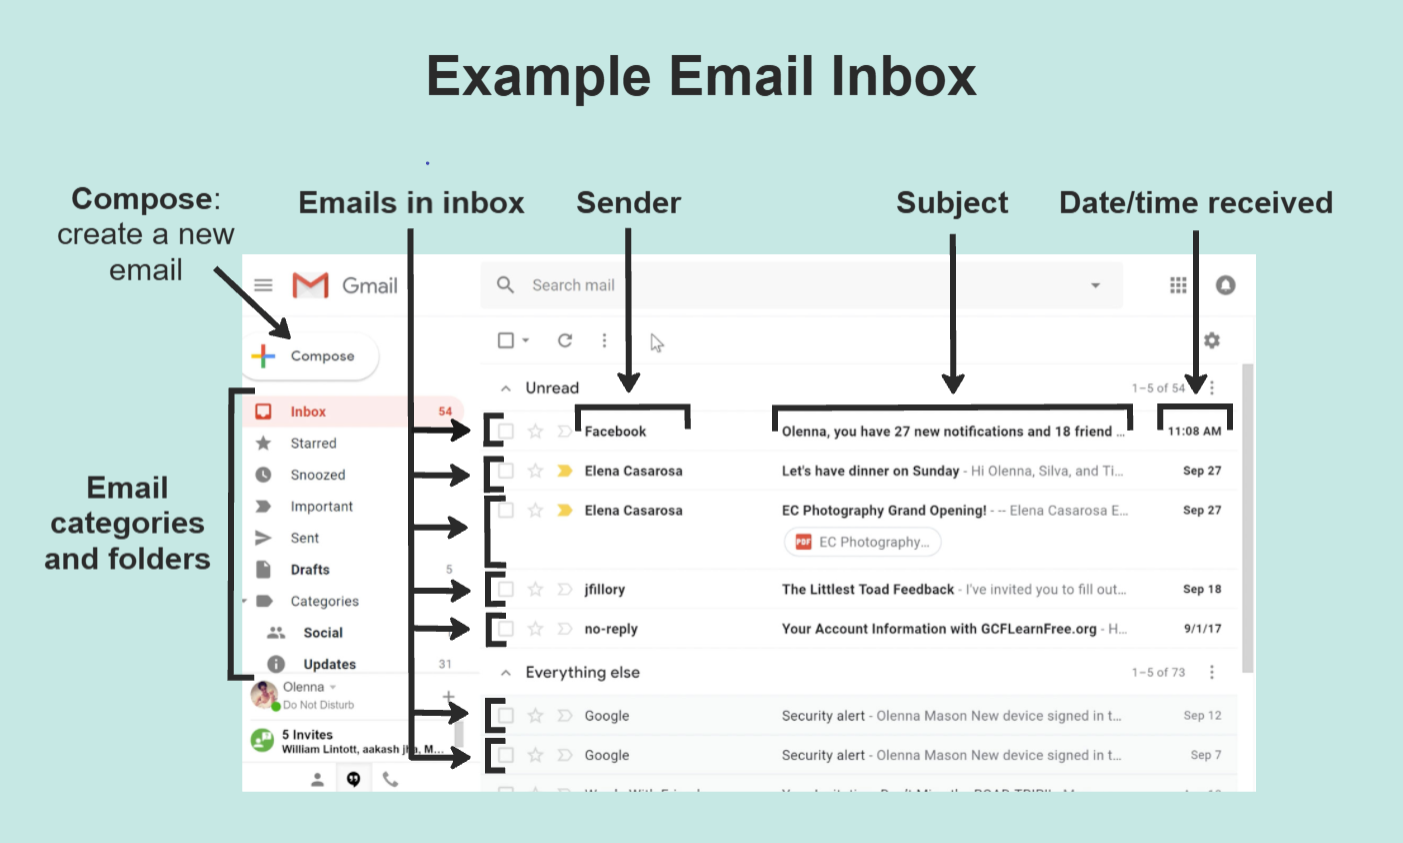 Example Email Inbox
Compose:
create a new
email
Emails in inbox
Sender
Subject
Date/time received
Email
categories
and folders
Gmail
Search mail
Compose
Inbox 54
Starred
Snoozed
Important
Sent
Drafts 5
Categories
Social
Updates 31
Olenna
Do Not Disturb
5 Invites
William Lintott, aakash jha, M...
Unread 1–5 of 54
Facebook Olenna, you have 27 new notifications and 18 friend ... 11:08 AM
Elena Casarosa Let's have dinner on Sunday - Hi Olenna, Silva, and Ti... Sep 27
Elena Casarosa EC Photography Grand Opening! - -- Elena Casarosa E... Sep 27
PDF EC Photography...
jfillory The Littlest Toad Feedback - I've invited you to fill out... Sep 18
no-reply Your Account Information with GCFLearnFree.org - H... 9/1/17
Everything else 1–5 of 73
Google Security alert - Olenna Mason New device signed in t... Sep 12
Google Security alert - Olenna Mason New device signed in t... Sep 7